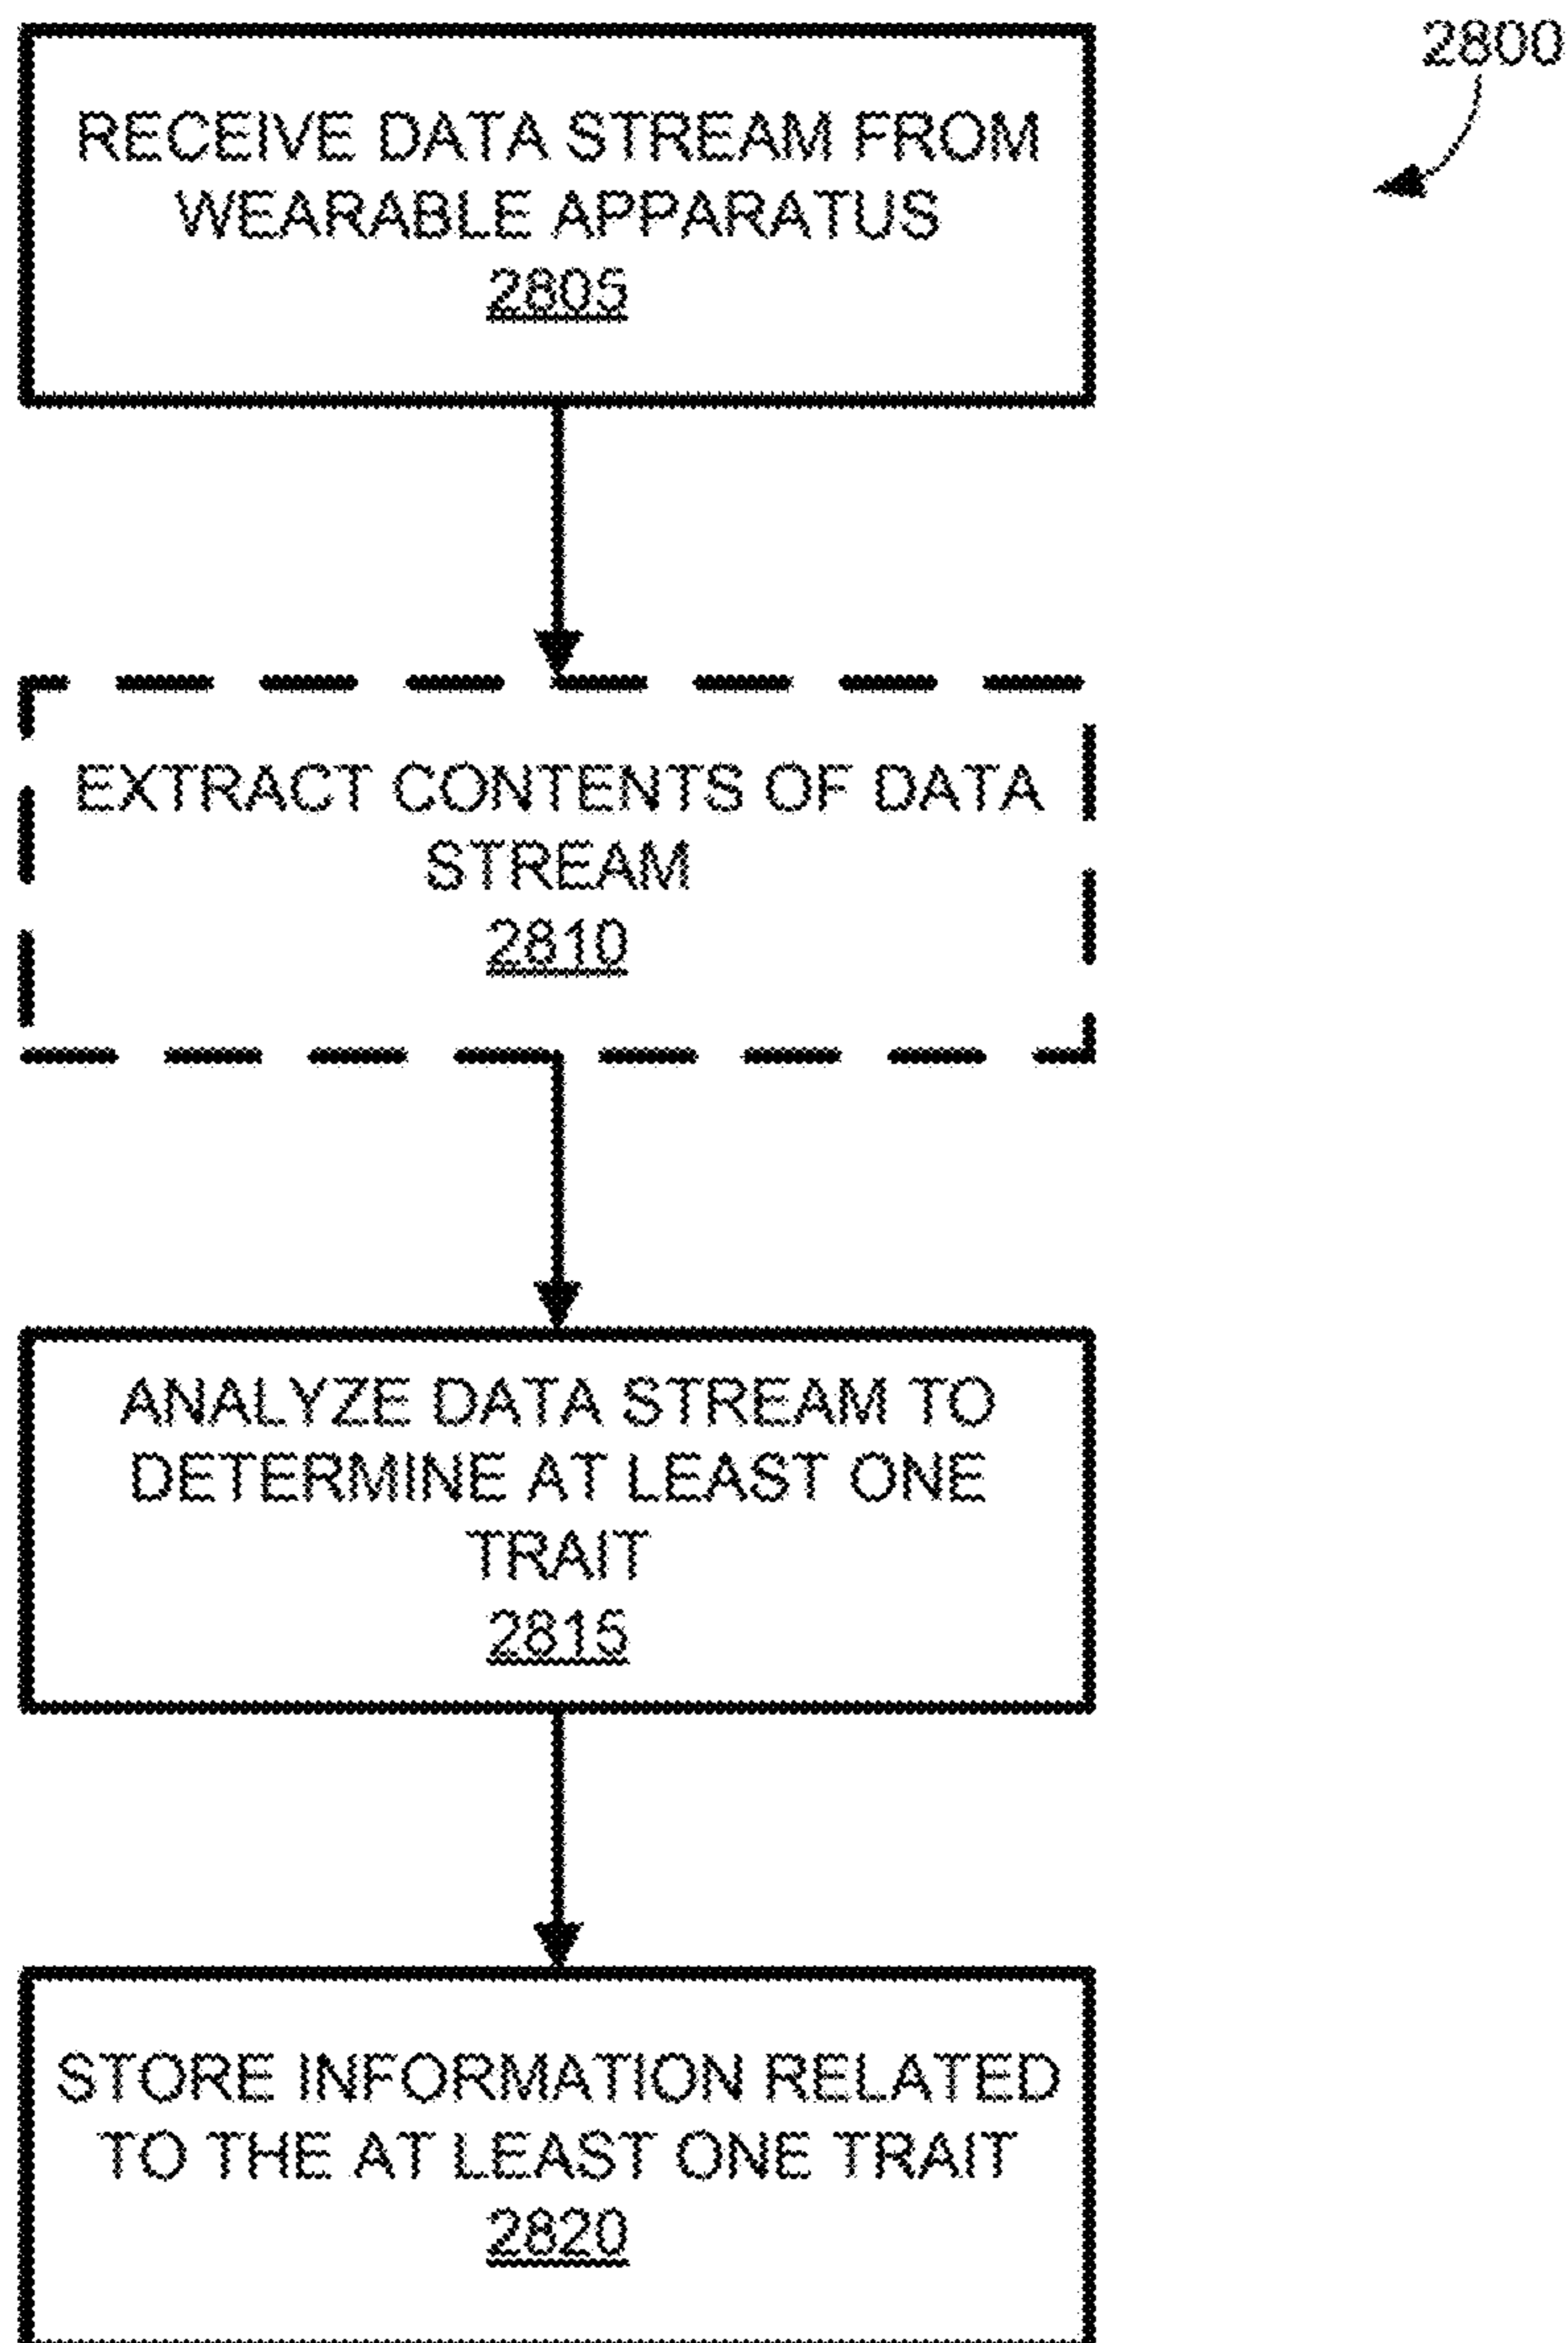 2800
RECEIVE DATA STREAM FROM
WEARABLE APPARATUS
2805
EXTRACT CONTENTS OF DATA
STREAM
2810
ANALYZE DATA STREAM TO
DETERMINE AT LEAST ONE
TRAIT
2815
STORE INFORMATION RELATED
TO THE AT LEAST ONE TRAIT
2820